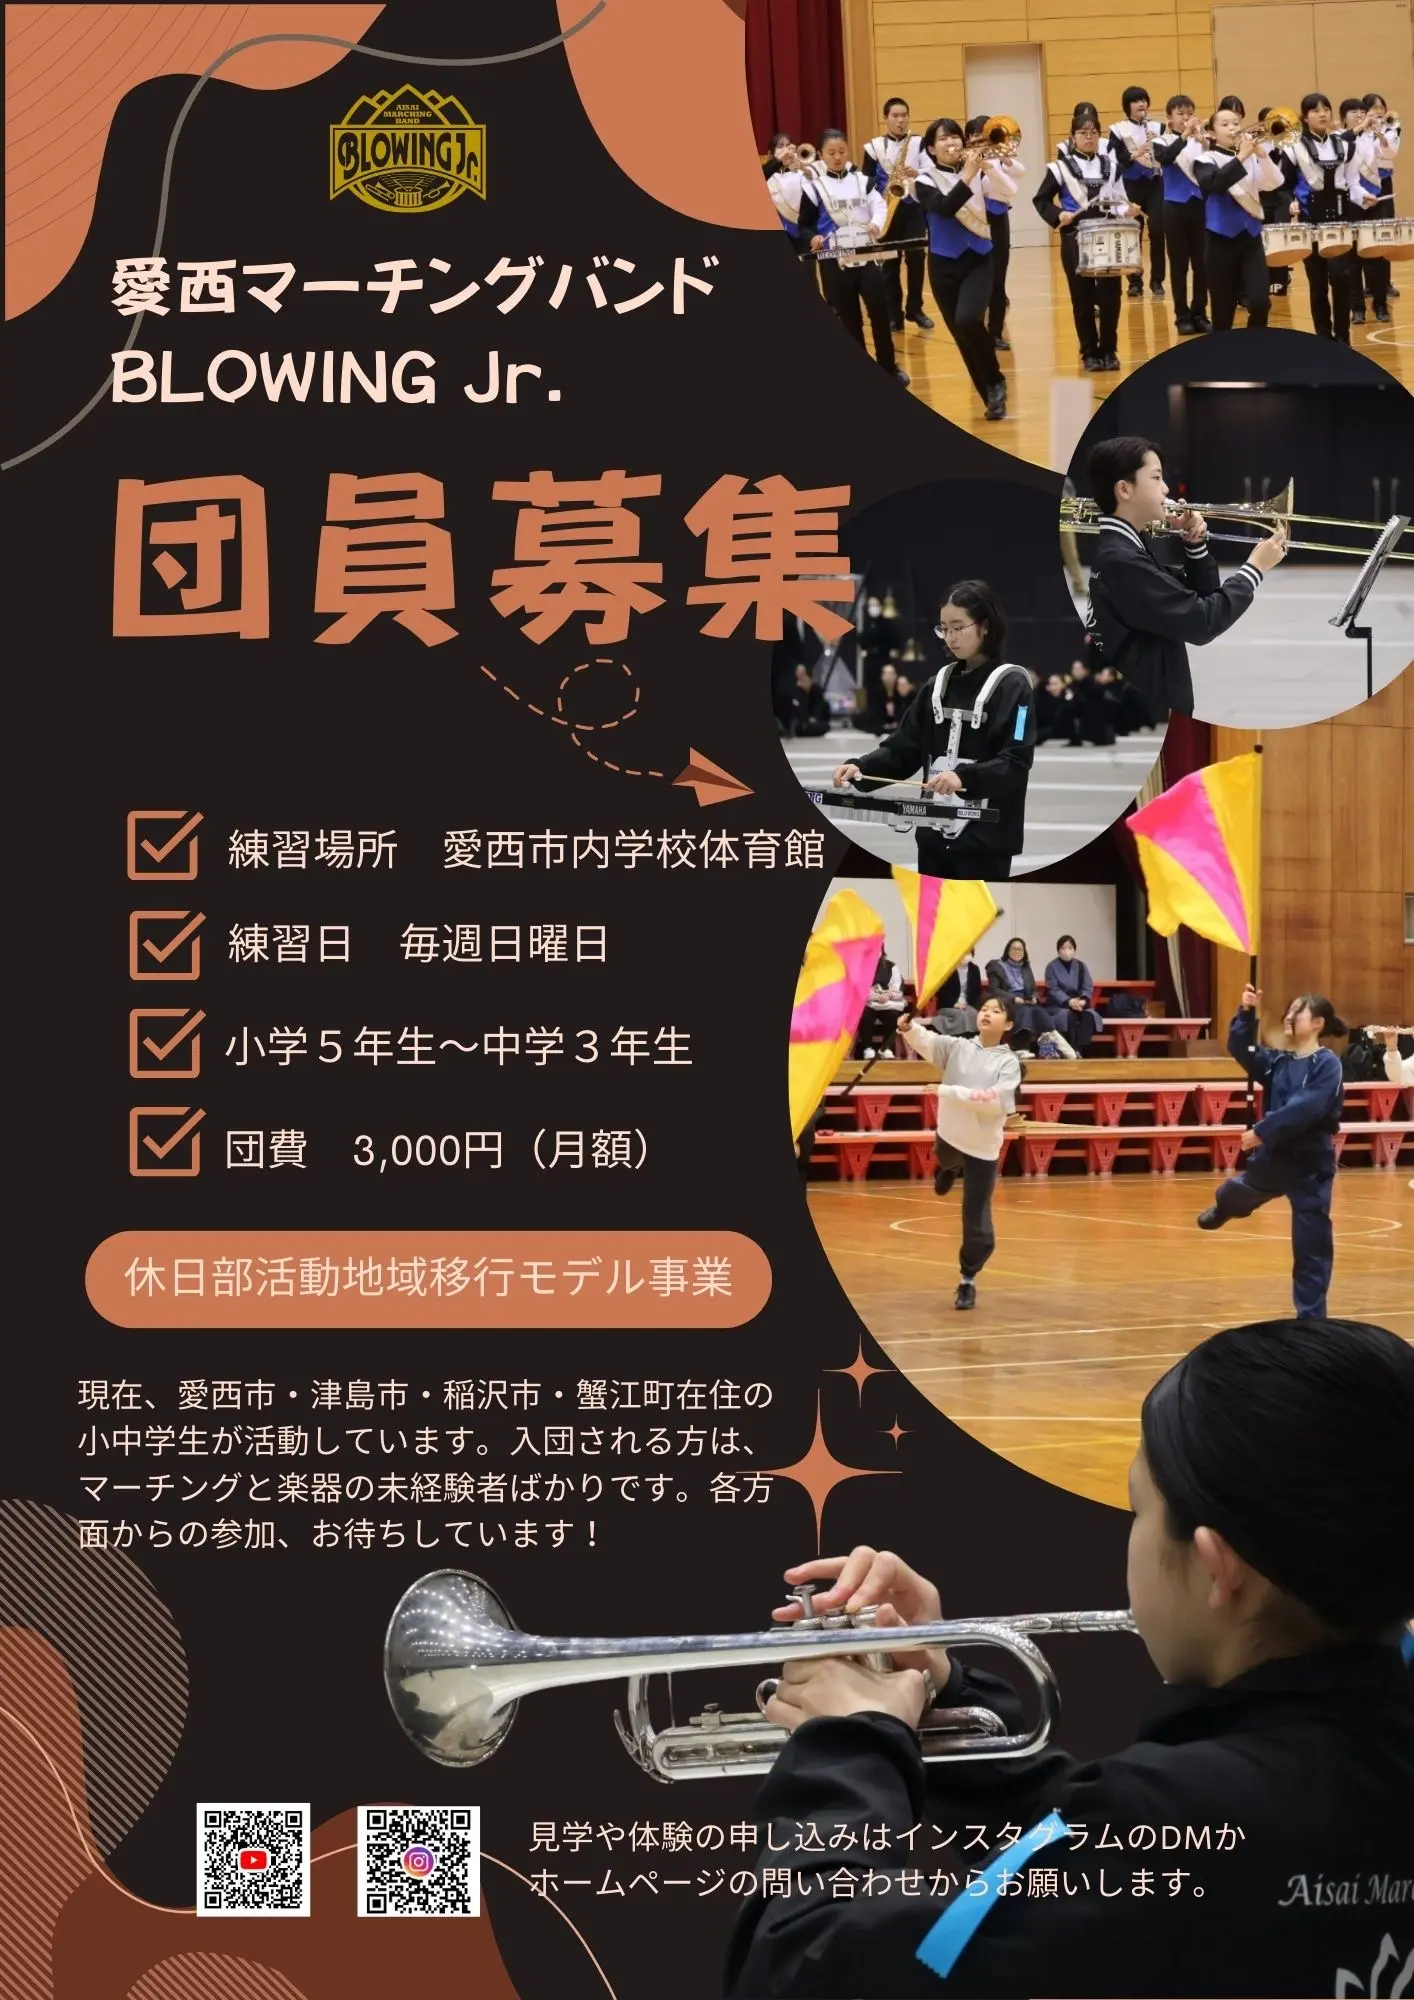 AISAI
MARCHING
BAND
BLOWING Jr.
愛西マーチングバンド
BLOWING Jr.
団員募集
練習場所 愛西市内学校体育館
練習日 毎週日曜日
小学５年生～中学３年生
団費 3,000円（月額）
休日部活動地域移行モデル事業
現在、愛西市・津島市・稲沢市・蟹江町在住の
小中学生が活動しています。入団される方は、
マーチングと楽器の未経験者ばかりです。各方
面からの参加、お待ちしています！
見学や体験の申し込みはインスタグラムのDMか
ホームページの問い合わせからお願いします。
YAMAHA
BLOWING
YAMAHA
Aisai Mar